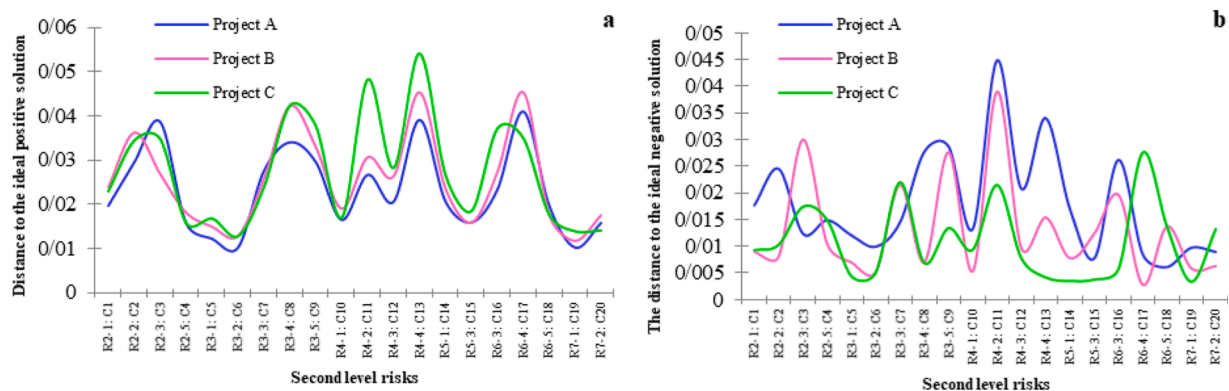 a
Project A
Project B
Project C
Distance to the ideal positive solution
0/06
0/05
0/04
0/03
0/02
0/01
0
R2-1: C1
R2-2: C2
R2-3: C3
R2-5: C4
R3-1: C5
R3-2: C6
R3-3: C7
R3-4: C8
R3-5: C9
R4-1: C10
R4-2: C11
R4-3: C12
R4-4: C13
R5-1: C14
R5-3: C15
R6-3: C16
R6-4: C17
R6-5: C18
R7-1: C19
R7-2: C20
Second level risks
b
Project A
Project B
Project C
The distance to the ideal negative solution
0/05
0/045
0/04
0/035
0/03
0/025
0/02
0/015
0/01
0/005
0
R2-1: C1
R2-2: C2
R2-3: C3
R2-5: C4
R3-1: C5
R3-2: C6
R3-3: C7
R3-4: C8
R3-5: C9
R4-1: C10
R4-2: C11
R4-3: C12
R4-4: C13
R5-1: C14
R5-3: C15
R6-3: C16
R6-4: C17
R6-5: C18
R7-1: C19
R7-2: C20
Second level risks